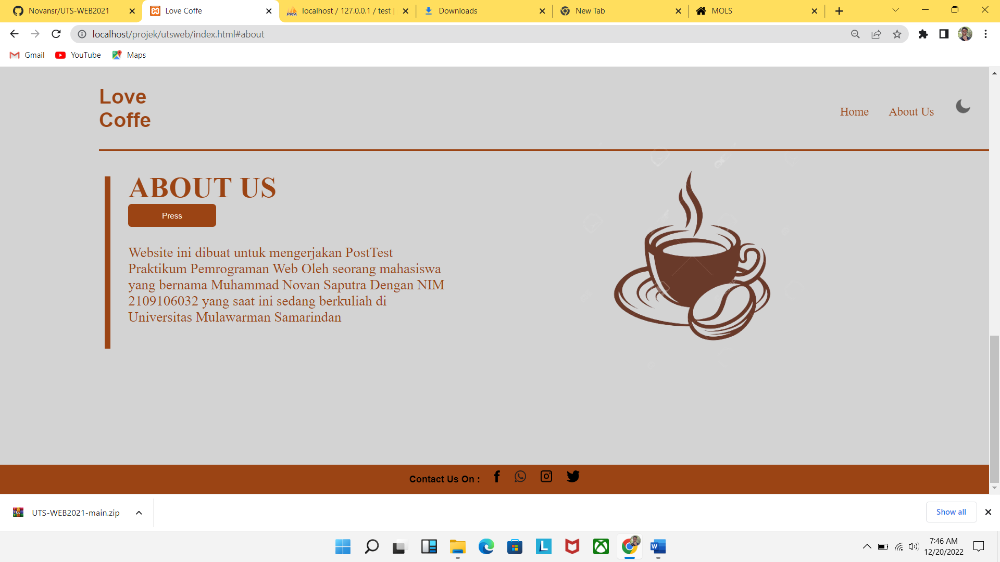 Novansr/UTS-WEB2021
Love Coffe
localhost / 127.0.0.1 / test |
Downloads
New Tab
MOLS
localhost/projek/utsweb/index.html#about
Gmail
YouTube
Maps
Love
Coffe
Home
About Us
ABOUT US
Press
Website ini dibuat untuk mengerjakan PostTest
Praktikum Pemrograman Web Oleh seorang mahasiswa
yang bernama Muhammad Novan Saputra Dengan NIM
2109106032 yang saat ini sedang berkuliah di
Universitas Mulawarman Samarindan
Contact Us On :
UTS-WEB2021-main.zip
Show all
7:46 AM
12/20/2022